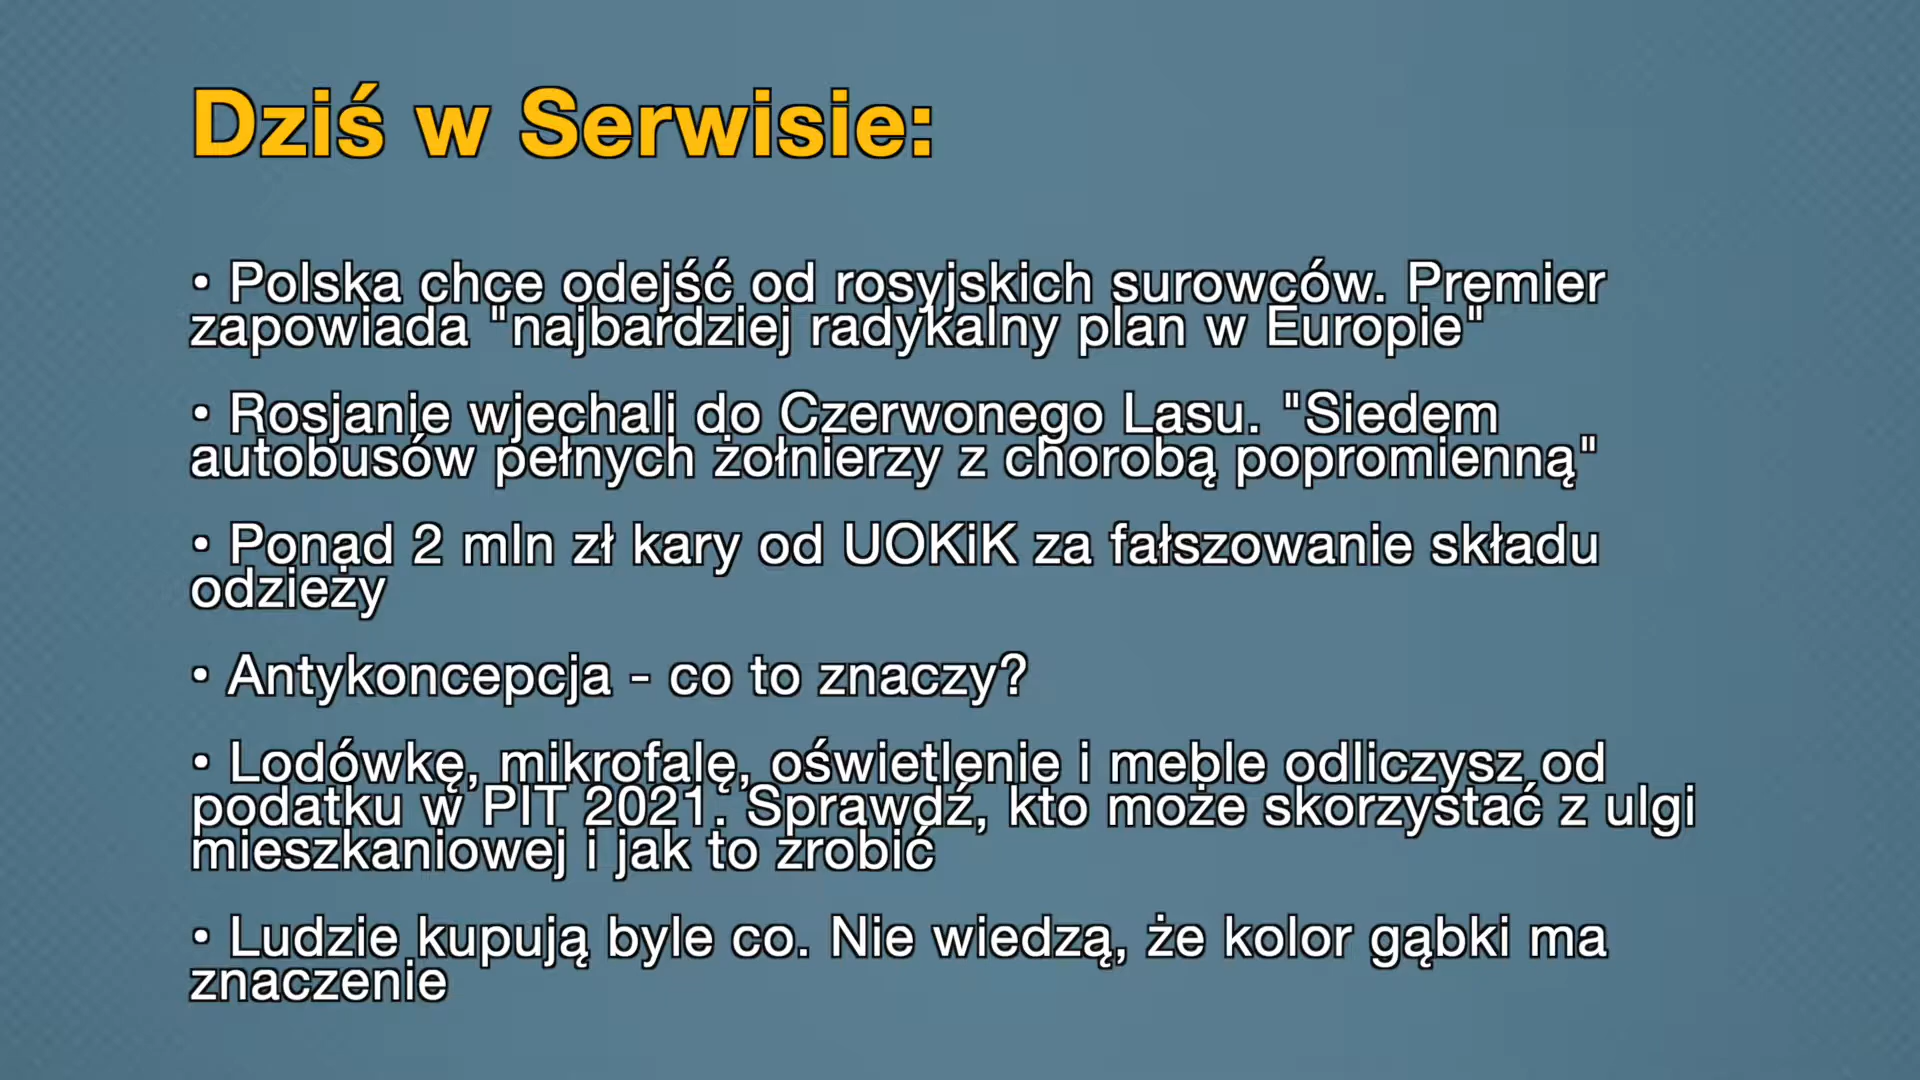 Dziś w Serwisie:
• Polska chce odejść od rosyjskich surowców. Premier
zapowiada "najbardziej radykalny plan w Europie"
• Rosjanie wjechali do Czerwonego Lasu. "Siedem
autobusów pełnych żołnierzy z chorobą popromienną"
• Ponad 2 mln zł kary od UOKiK za fałszowanie składu
odzieży
• Antykoncepcja - co to znaczy?
• Lodówkę, mikrofalę, oświetlenie i meble odliczysz od
podatku w PIT 2021. Sprawdź, kto może skorzystać z ulgi
mieszkaniowej i jak to zrobić
• Ludzie kupują byle co. Nie wiedzą, że kolor gąbki ma
znaczenie